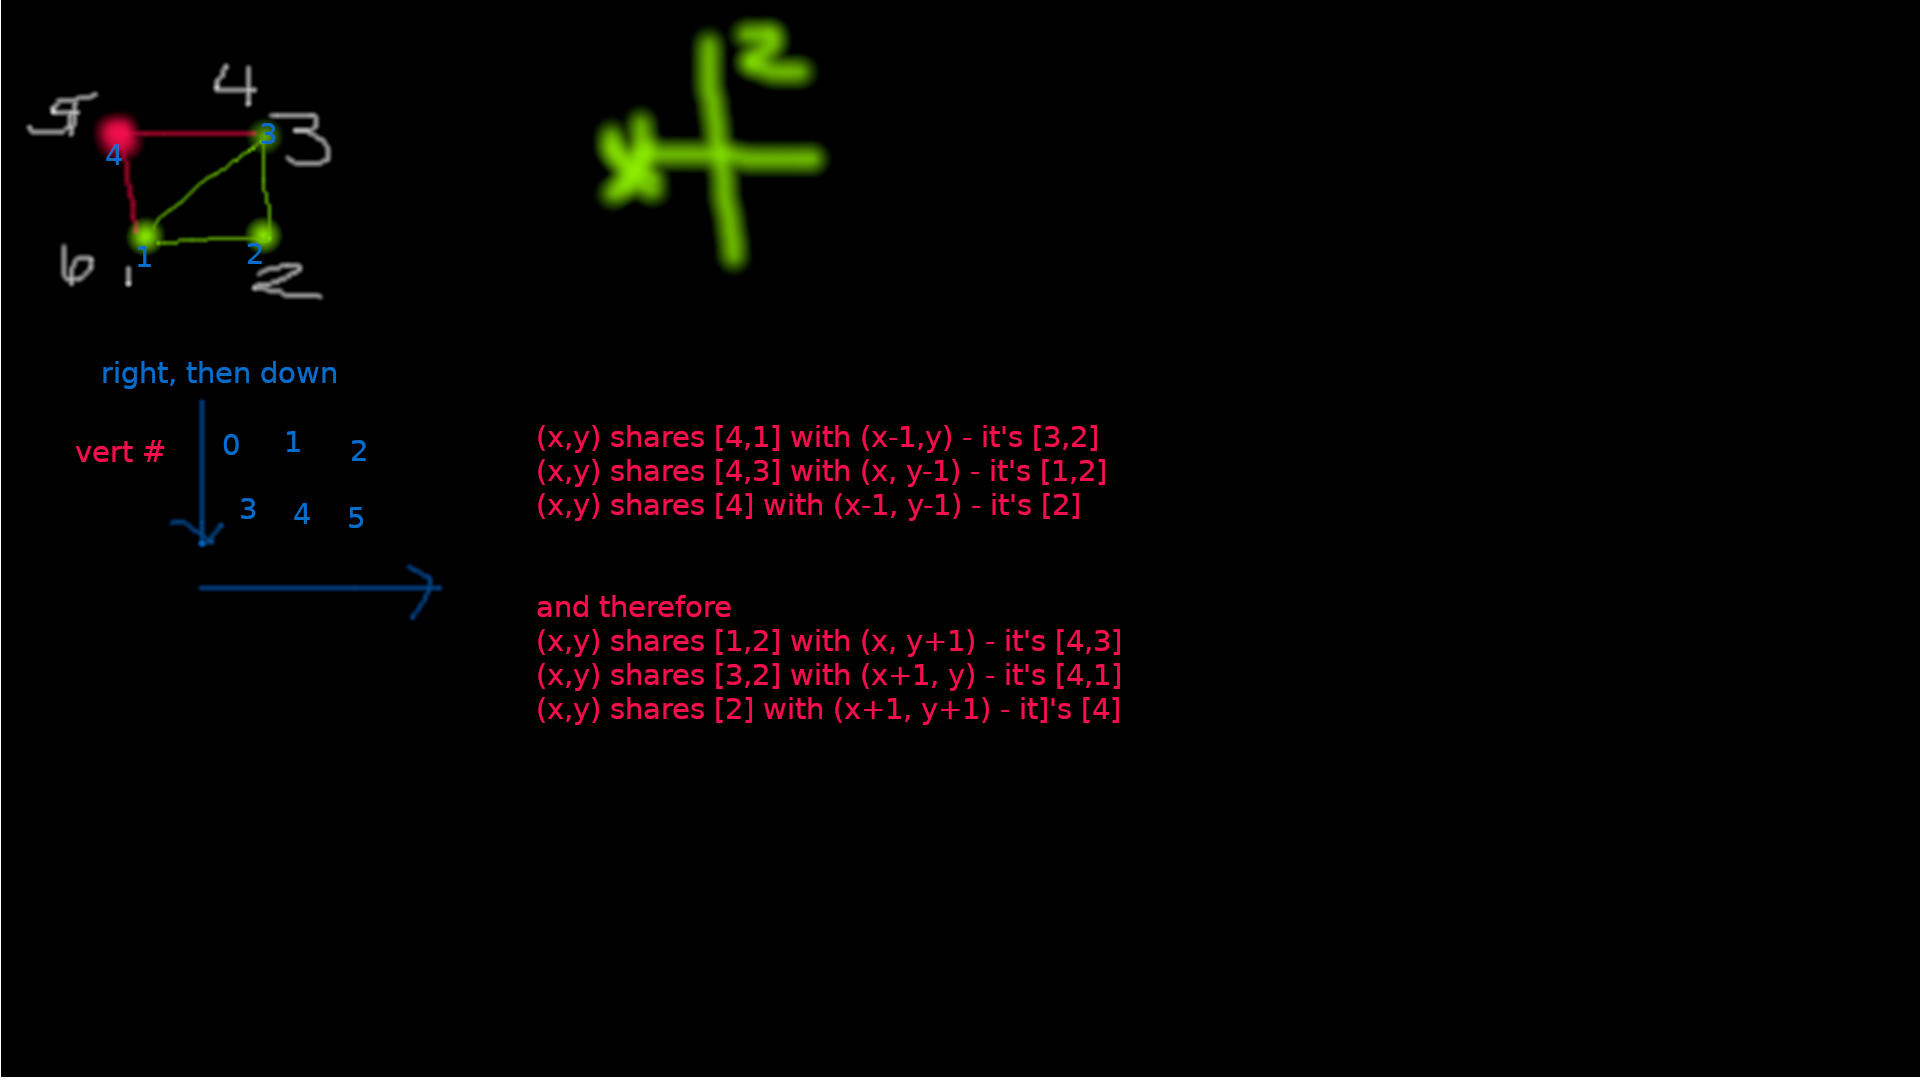 4
5
3
3
4
6
1
1
2
2
x
2
right, then down
vert #
0 1 2
3 4 5
(x,y) shares [4,1] with (x-1,y) - it's [3,2]
(x,y) shares [4,3] with (x, y-1) - it's [1,2]
(x,y) shares [4] with (x-1, y-1) - it's [2]
and therefore
(x,y) shares [1,2] with (x, y+1) - it's [4,3]
(x,y) shares [3,2] with (x+1, y) - it's [4,1]
(x,y) shares [2] with (x+1, y+1) - it]'s [4]